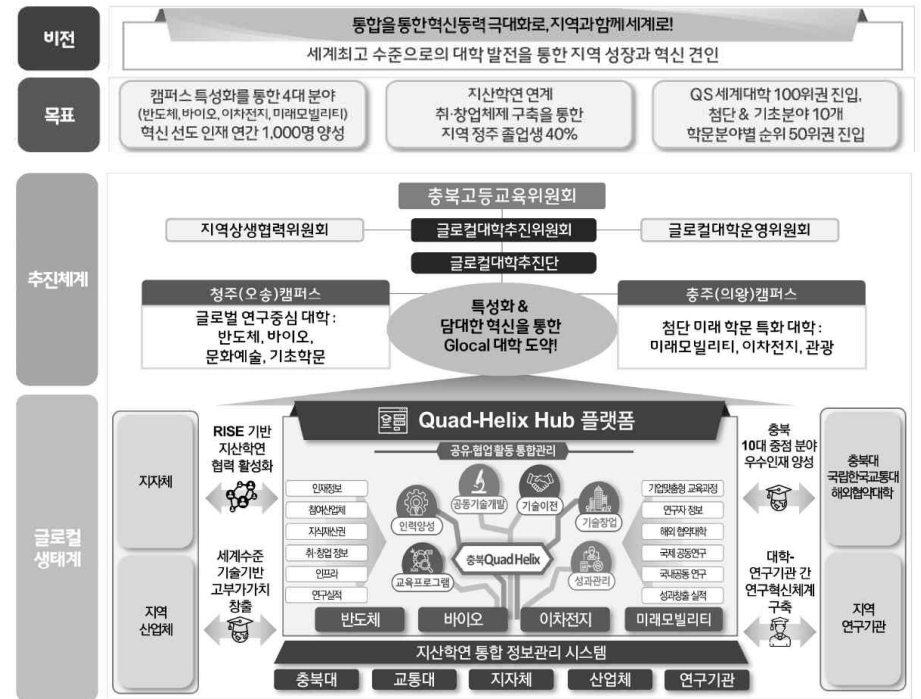 비전
통합을 통한 혁신동력 극대화로, 지역과 함께 세계로!
세계최고 수준으로의 대학 발전을 통한 지역 성장과 혁신 견인
목표
캠퍼스 특성화를 통한 4대 분야
(반도체, 바이오, 이차전지, 미래모빌리티)
혁신 선도 인재 연간 1,000명 양성
지산학연 연계
취·창업체제 구축을 통한
지역 정주 졸업생 40%
QS 세계대학 100위권 진입,
첨단 & 기초분야 10개
학문분야별 순위 50위권 진입
추진체계
충북고등교육위원회
지역상생협력위원회
글로컬대학추진위원회
글로컬대학운영위원회
글로컬대학추진단
청주(오송)캠퍼스
글로벌 연구중심 대학 :
반도체, 바이오,
문화예술, 기초학문
특성화 &
담대한 혁신을 통한
Glocal 대학 도약!
충주(의왕)캠퍼스
첨단 미래 학문 특화 대학 :
미래모빌리티, 이차전지, 관광
글로컬
생태계
지자체
지역
산업체
RISE 기반
지산학연
협력 활성화
세계수준
기술기반
고부가가치
창출
Quad-Helix Hub 플랫폼
공유·협업 활동 통합관리
인재정보
참여산업체
지식재산권
취·창업 정보
인프라
연구실적
인력양성
공동기술개발
기술이전
기술창업
교육프로그램
충북 Quad Helix
성과관리
기업맞춤형 교육과정
연구자 정보
해외 협약대학
국제 공동연구
국내공동 연구
성과창출 실적
반도체
바이오
이차전지
미래모빌리티
충북
10대 중점 분야
우수인재 양성
대학-
연구기관 간
연구혁신체계
구축
충북대
국립한국교통대
해외협약대학
지역
연구기관
지산학연 통합 정보관리 시스템
충북대
교통대
지자체
산업체
연구기관